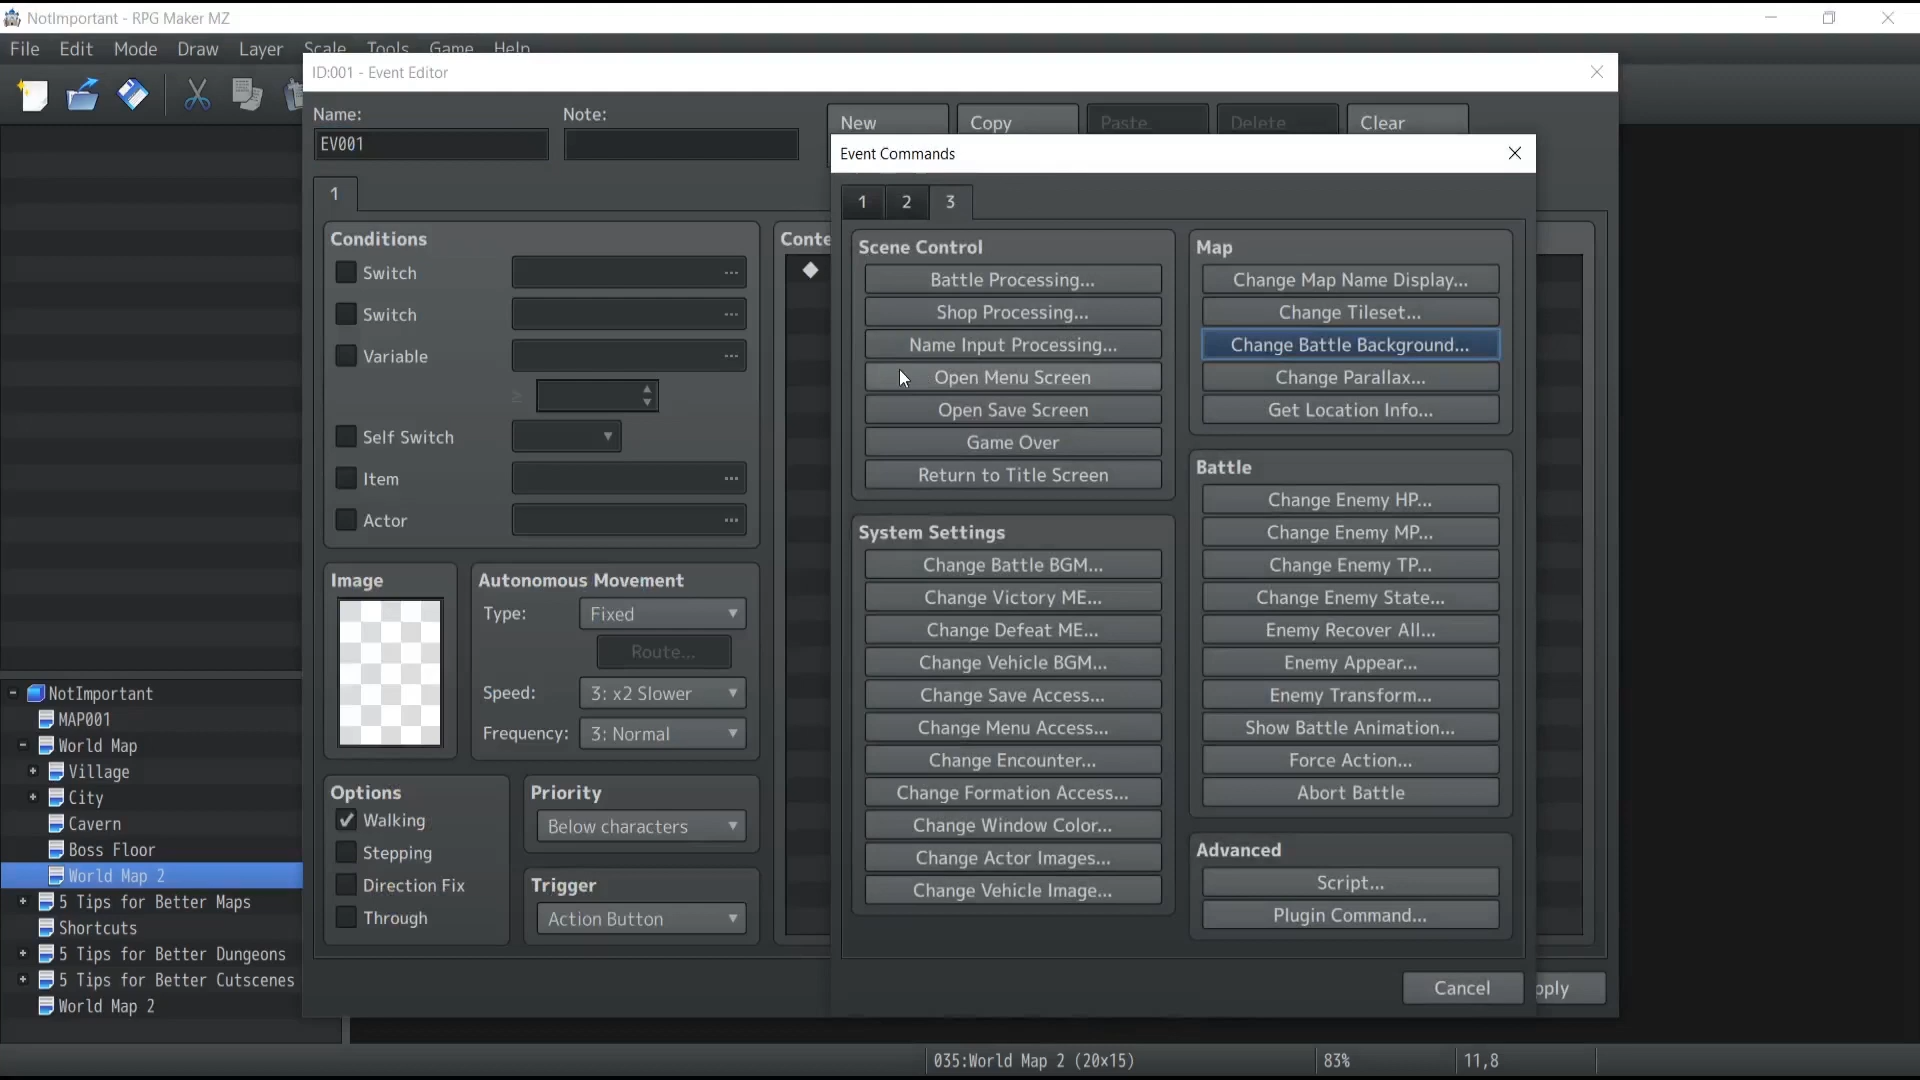 NotImportant - RPG Maker MZ
File Edit Mode Draw Layer Scale Tools Game Help
ID:001 - Event Editor
Name:
Note:
EV001
New
Copy
Paste
Delete
Clear
1
Conditions
Switch
Switch
Variable
≥
Self Switch
Item
Actor
Image
Autonomous Movement
Type:
Fixed
Route...
Speed:
3: x2 Slower
Frequency:
3: Normal
Options
Walking
Stepping
Direction Fix
Through
Priority
Below characters
Trigger
Action Button
Conte
Event Commands
1 2 3
Scene Control
Battle Processing...
Shop Processing...
Name Input Processing...
Open Menu Screen
Open Save Screen
Game Over
Return to Title Screen
System Settings
Change Battle BGM...
Change Victory ME...
Change Defeat ME...
Change Vehicle BGM...
Change Save Access...
Change Menu Access...
Change Encounter...
Change Formation Access...
Change Window Color...
Change Actor Images...
Change Vehicle Image...
Map
Change Map Name Display...
Change Tileset...
Change Battle Background...
Change Parallax...
Get Location Info...
Battle
Change Enemy HP...
Change Enemy MP...
Change Enemy TP...
Change Enemy State...
Enemy Recover All...
Enemy Appear...
Enemy Transform...
Show Battle Animation...
Force Action...
Abort Battle
Advanced
Script...
Plugin Command...
Cancel
pply
NotImportant
MAP001
World Map
Village
City
Cavern
Boss Floor
World Map 2
5 Tips for Better Maps
Shortcuts
5 Tips for Better Dungeons
5 Tips for Better Cutscenes
World Map 2
035:World Map 2 (20x15)
83%
11,8